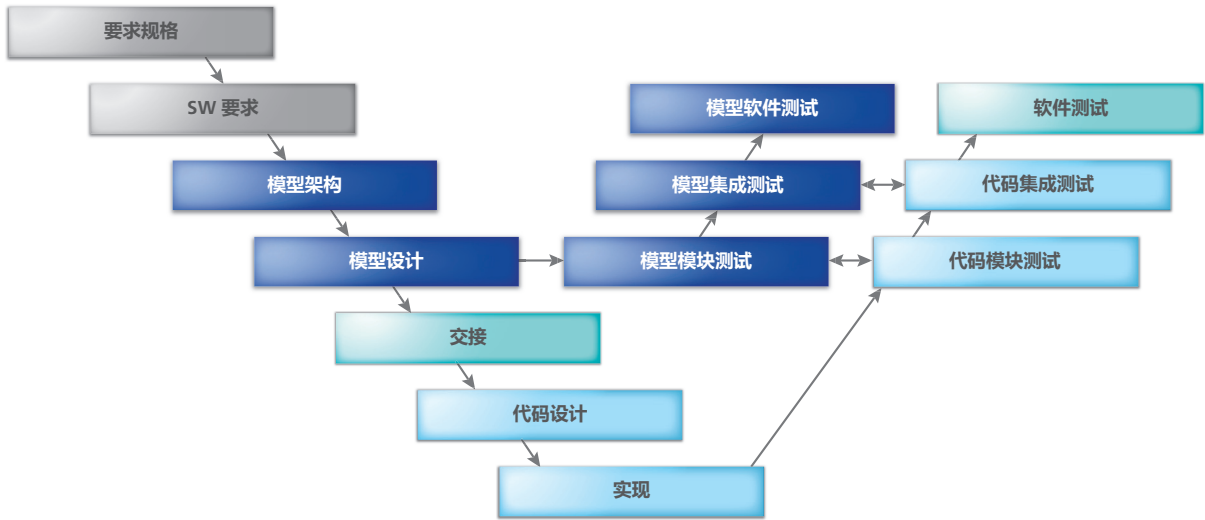 要求规格
SW 要求
模型软件测试
软件测试
模型架构
模型集成测试
代码集成测试
模型设计
模型模块测试
代码模块测试
交接
代码设计
实现